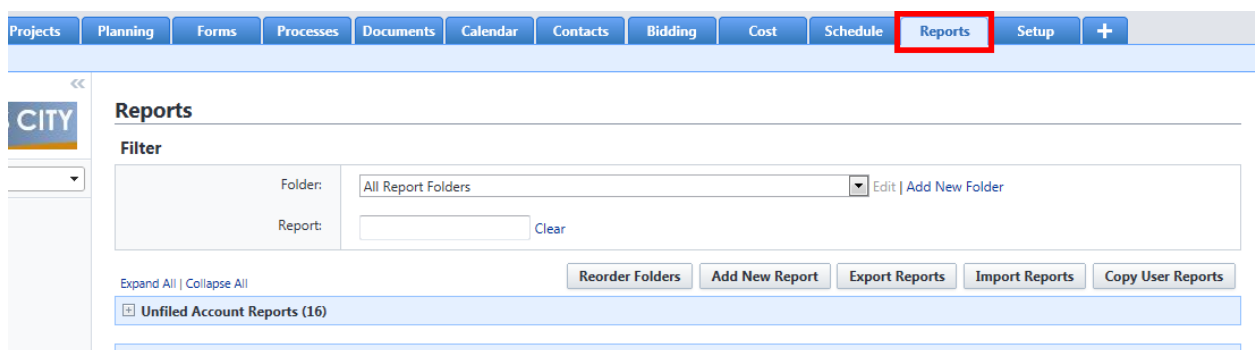 Projects Planning Forms Processes Documents Calendar Contacts Bidding Cost Schedule Reports Setup +
CITY
Reports
Filter
Folder: All Report Folders Edit | Add New Folder
Report: Clear
Expand All | Collapse All Reorder Folders Add New Report Export Reports Import Reports Copy User Reports
Unfiled Account Reports (16)